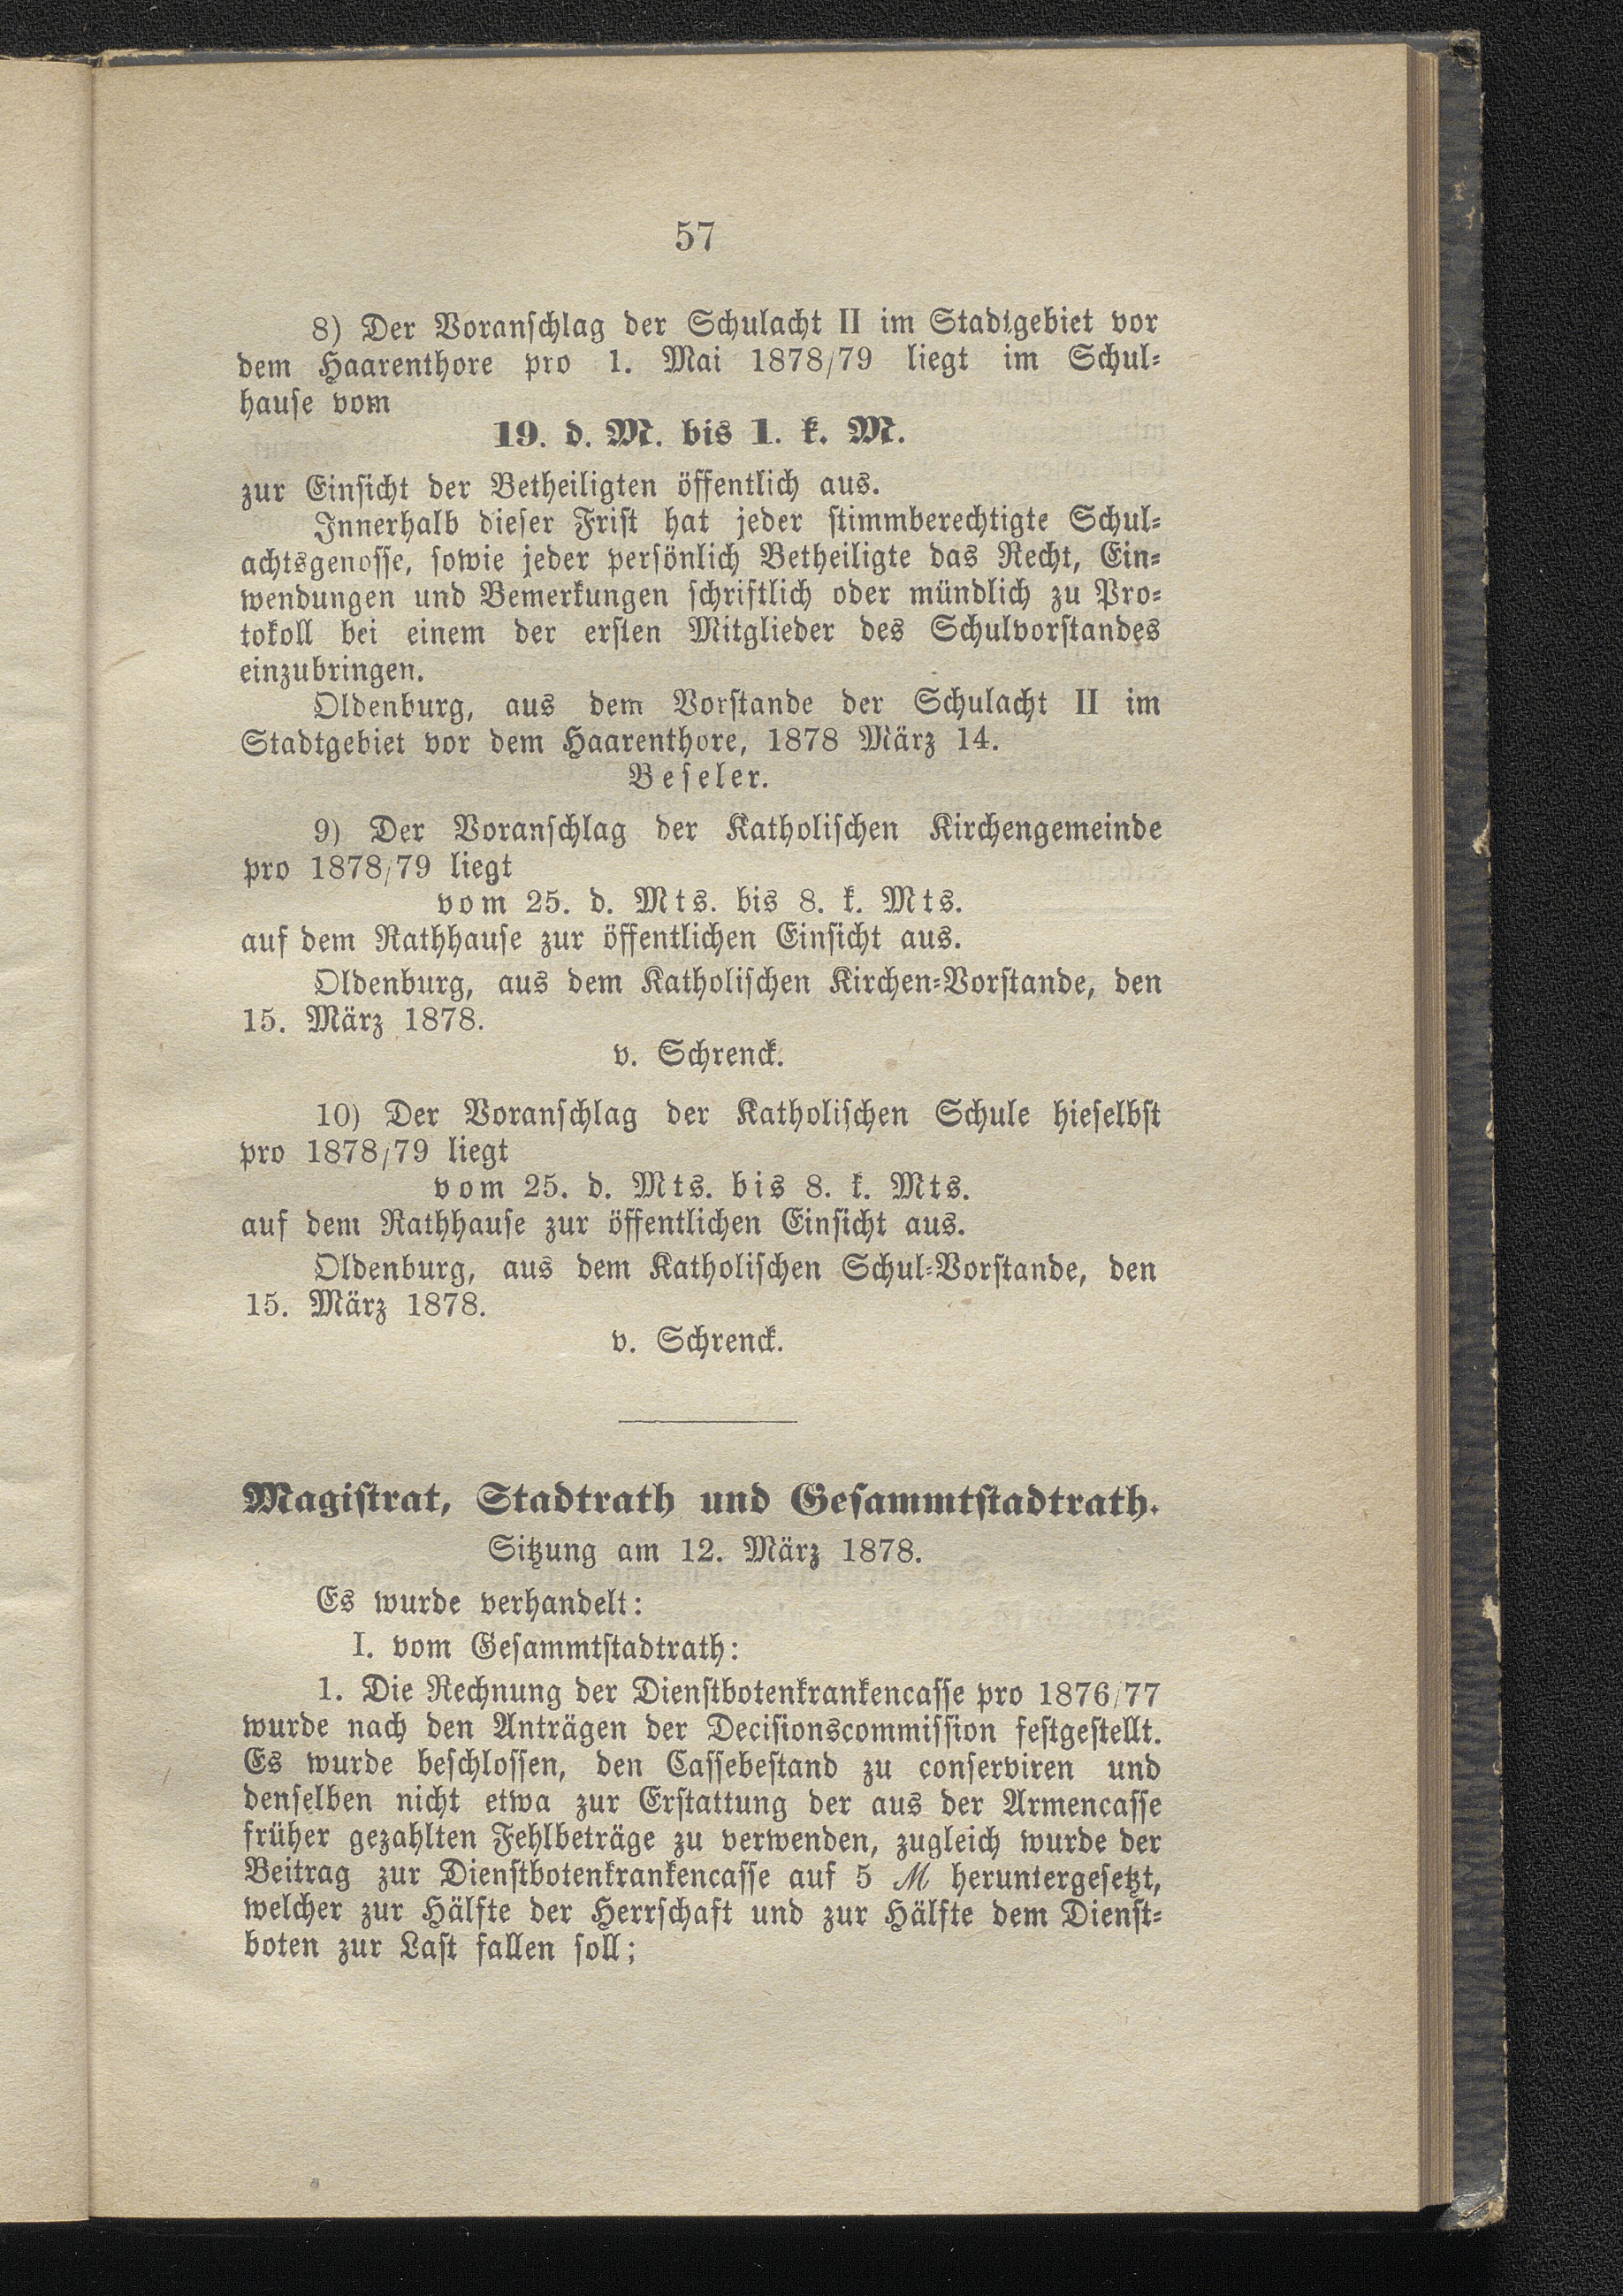 57
8) Der Voranschlag der Schulacht II im Stadtgebiet vor
dem Haarenthore pro 1. Mai 1878/79 liegt im Schul-
hause vom
19. d. M. bis 1. k. M.
zur Einsicht der Betheiligten öffentlich aus.
Innerhalb dieser Frist hat jeder stimmberechtigte Schul-
achtsgenosse, sowie jeder persönlich Betheiligte das Recht, Ein-
wendungen und Bemerkungen schriftlich oder mündlich zu Pro-
tokoll bei einem der ersten Mitglieder des Schulvorstandes
einzubringen.
Oldenburg, aus dem Vorstande der Schulacht II im
Stadtgebiet vor dem Haarenthore, 1878 März 14.
Beseler.
9) Der Voranschlag der Katholischen Kirchengemeinde
pro 1878/79 liegt
vom 25. d. Mts. bis 8. k. Mts.
auf dem Rathhause zur öffentlichen Einsicht aus.
Oldenburg, aus dem Katholischen Kirchen-Vorstande, den
15. März 1878.
v. Schrenck.
10) Der Voranschlag der Katholischen Schule hieselbst
pro 1878/79 liegt
vom 25. d. Mts. bis 8. k. Mts.
auf dem Rathhause zur öffentlichen Einsicht aus.
Oldenburg, aus dem Katholischen Schul-Vorstande, den
15. März 1878.
v. Schrenck.
Magistrat, Stadtrath und Gesammtstadtrath.
Sitzung am 12. März 1878.
Es wurde verhandelt:
I. vom Gesammtstadtrath:
1. Die Rechnung der Dienstbotenkrankencasse pro 1876/77
wurde nach den Anträgen der Decisionscommission festgestellt.
Es wurde beschlossen, den Cassebestand zu conserviren und
denselben nicht etwa zur Erstattung der aus der Armencasse
früher gezahlten Fehlbeträge zu verwenden, zugleich wurde der
Beitrag zur Dienstbotenkrankencasse auf 5 M heruntergesetzt,
welcher zur Hälfte der Herrschaft und zur Hälfte dem Dienst-
boten zur Last fallen soll;